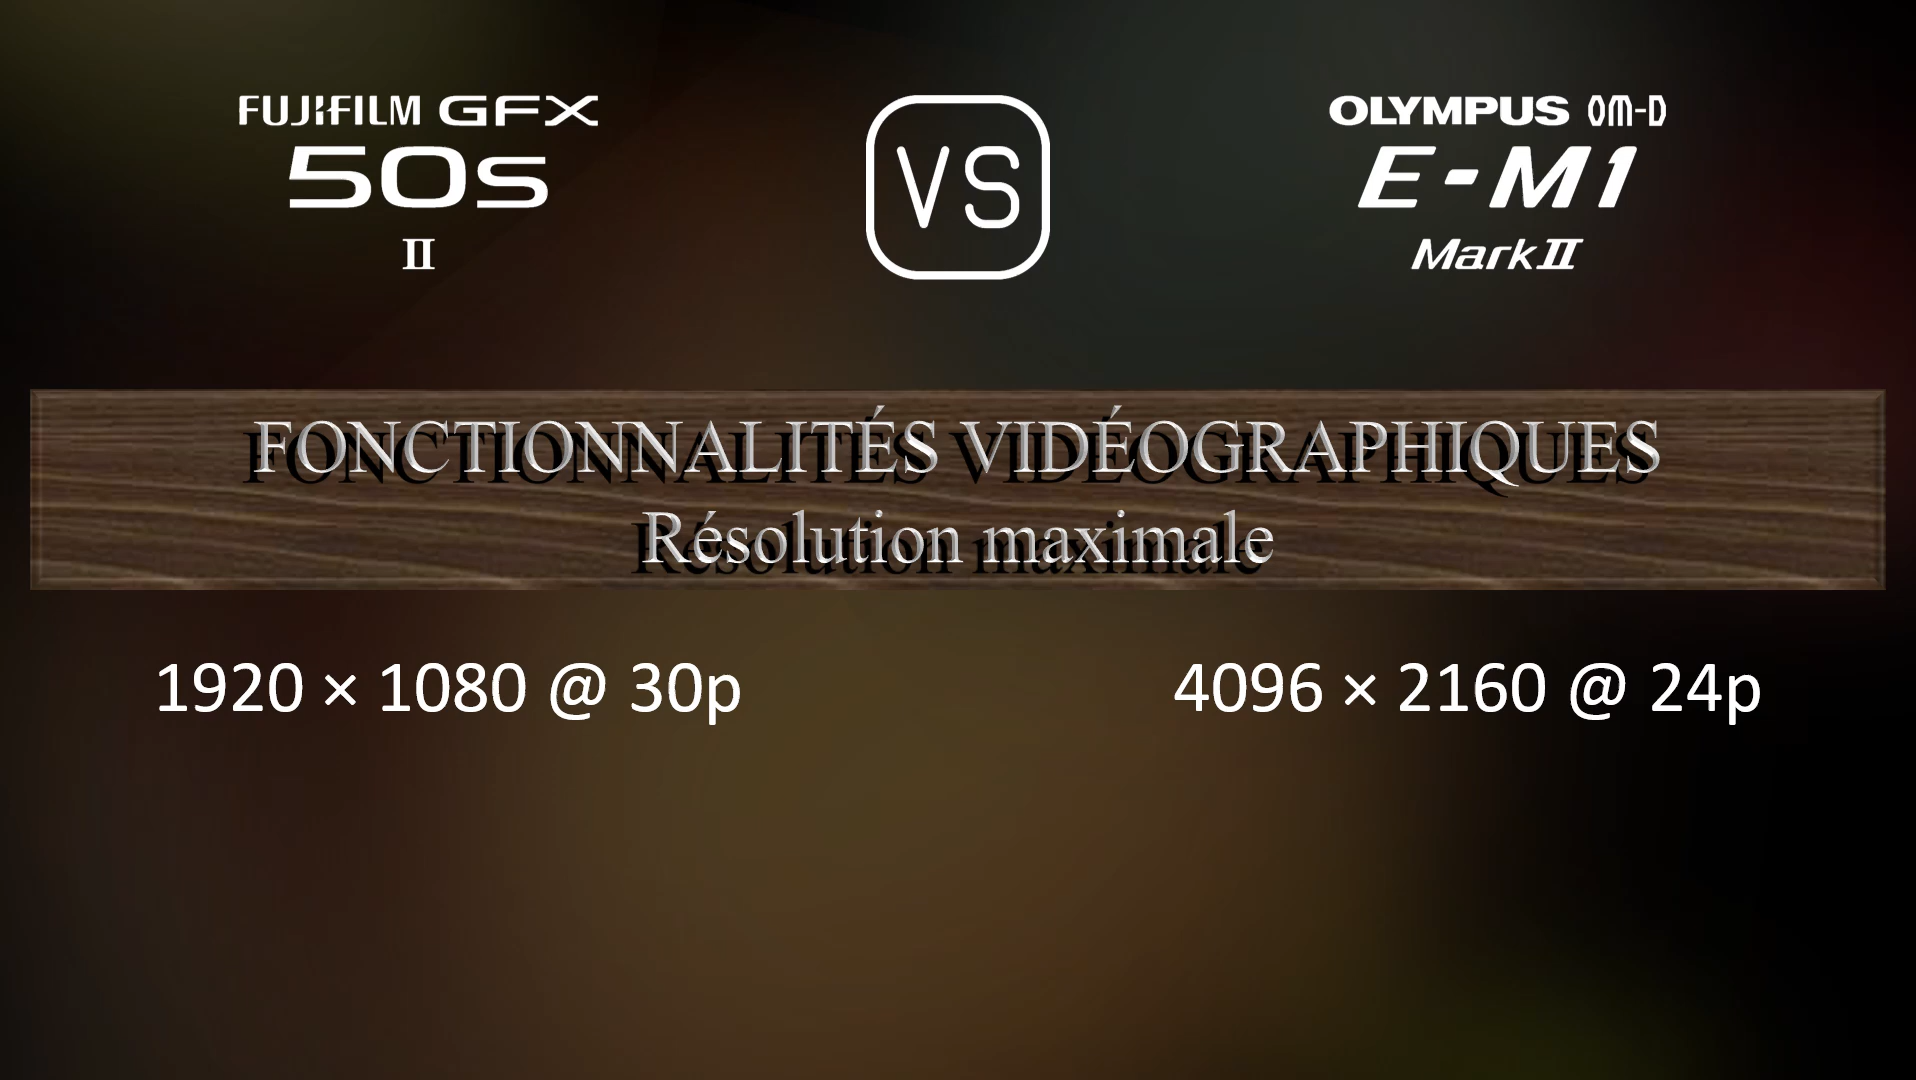 FUJIFILM GFX
50S
II
VS
OLYMPUS OM-D
E-M1
Mark II
FONCTIONNALITÉS VIDÉOGRAPHIQUES
Résolution maximale
1920 × 1080 @ 30p
4096 × 2160 @ 24p